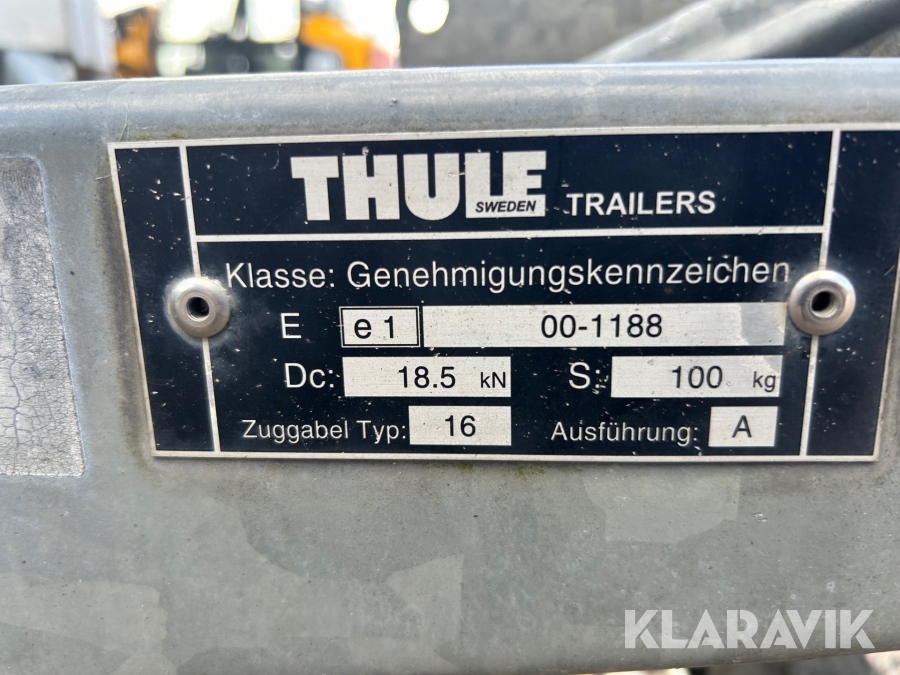 THULE SWEDEN TRAILERS
Klasse: Genehmigungskennzeichen
E e1 00-1188
Dc: 18.5 kN S: 100 kg
Zuggabel Typ: 16 Ausführung: A
KLARAVIK